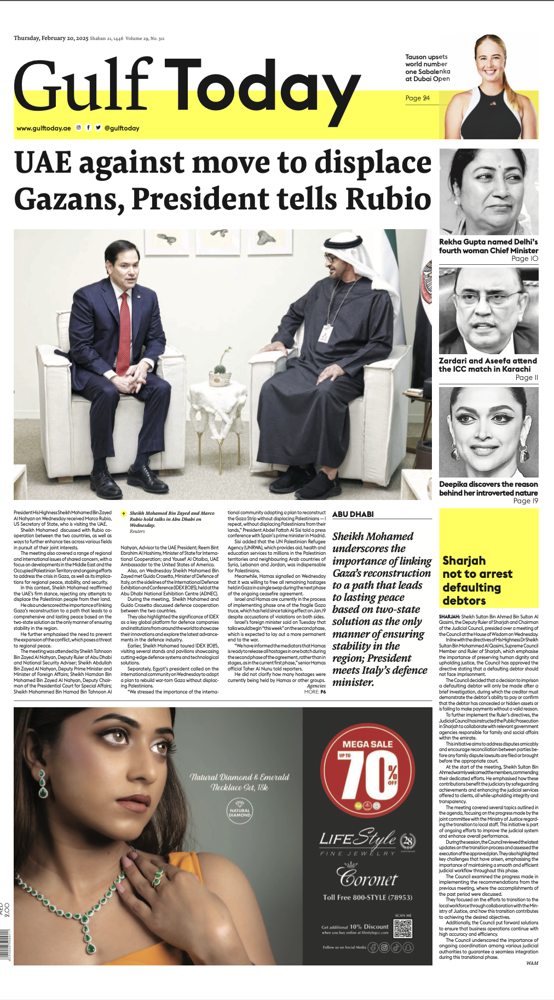 Thursday, February 20, 2025 Shaban 21, 1446 Volume 29, No. 311
Gulf Today
www.gulftoday.ae @gulftoday
Tauson upsets
world number
one Sabalenka
at Dubai Open
Page 24
UAE against move to displace
Gazans, President tells Rubio
Rekha Gupta named Delhi's
fourth woman Chief Minister
Page 10
Zardari and Aseefa attend
the ICC match in Karachi
Page 11
Deepika discovers the reason
behind her introverted nature
Page 19
President His Highness Sheikh Mohamed Bin Zayed
Al Nahyan on Wednesday received Marco Rubio,
US Secretary of State, who is visiting the UAE.
Sheikh Mohamed discussed with Rubio co-
operation between the two countries, as well as
ways to further enhance ties across various fields
in pursuit of their joint interests.
The meeting also covered a range of regional
and international issues of shared concern, with a
focus on developments in the Middle East and the
Occupied Palestinian Territory and ongoing efforts
to address the crisis in Gaza, as well as its implica-
tions for regional peace, stability, and security.
In this context, Sheikh Mohamed reaffirmed
the UAE's firm stance, rejecting any attempts to
displace the Palestinian people from their land.
He also underscored the importance of linking
Gaza's reconstruction to a path that leads to a
comprehensive and lasting peace based on the
two-state solution as the only manner of ensuring
stability in the region.
He further emphasised the need to prevent
the expansion of the conflict, which poses a threat
to regional peace.
The meeting was attended by Sheikh Tahnoon
Bin Zayed Al Nahyan, Deputy Ruler of Abu Dhabi
and National Security Adviser; Sheikh Abdullah
Bin Zayed Al Nahyan, Deputy Prime Minister and
Minister of Foreign Affairs; Sheikh Hamdan Bin
Mohamed Bin Zayed Al Nahyan, Deputy Chair-
man of the Presidential Court for Special Affairs;
Sheikh Mohammed Bin Hamad Bin Tahnoon Al
Sheikh Mohamed Bin Zayed and Marco
Rubio hold talks in Abu Dhabi on
Wednesday.
Reuters
Nahyan, Advisor to the UAE President; Reem Bint
Ebrahim Al Hashimy, Minister of State for Interna-
tional Cooperation; and Yousef Al Otaiba, UAE
Ambassador to the United States of America.
Also, on Wednesday Sheikh Mohamed Bin
Zayed met Guido Crosetto, Minister of Defence of
Italy, on the sidelines of the International Defence
Exhibition and Conference (IDEX 2025), held at the
Abu Dhabi National Exhibition Centre (ADNEC).
During the meeting, Sheikh Mohamed and
Guido Crosetto discussed defence cooperation
between the two countries.
They also highlighted the significance of IDEX
as a key global platform for defence companies
and institutions from around the world to showcase
their innovations and explore the latest advance-
ments in the defence industry.
Earlier, Sheikh Mohamed toured IDEX 2025,
visiting several stands and pavilions showcasing
cutting-edge defence systems and technological
solutions.
Separately, Egypt's president called on the
international community on Wednesday to adopt
a plan to rebuild war-torn Gaza without displac-
ing Palestinians.
"We stressed the importance of the interna-
tional community adopting a plan to reconstruct
the Gaza Strip without displacing Palestinians — I
repeat, without displacing Palestinians from their
lands," President Abdel Fattah Al Sisi told a press
conference with Spain's prime minister in Madrid.
Sisi added that the UN Palestinian Refugee
Agency (UNRWA), which provides aid, health and
education services to millions in the Palestinian
territories and neighbouring Arab countries of
Syria, Lebanon and Jordan, was indispensable
for Palestinians.
Meanwhile, Hamas signalled on Wednesday
that it was willing to free all remaining hostages
held in Gaza in a single swap during the next phase
of the ongoing ceasefire agreement.
Israel and Hamas are currently in the process
of implementing phase one of the fragile Gaza
truce, which has held since taking effect on Jan.19
despite accusations of violations on both sides.
Israel's foreign minister said on Tuesday that
talks would begin "this week" on the second phase,
which is expected to lay out a more permanent
end to the war.
"We have informed the mediators that Hamas
is ready to release all hostages in one batch during
the second phase of the agreement, rather than in
stages, as in the current first phase," senior Hamas
official Taher Al Nunu told reporters.
He did not clarify how many hostages were
currently being held by Hamas or other groups.
Agencies
MORE: P6
ABU DHABI
Sheikh Mohamed
underscores the
importance of linking
Gaza's reconstruction
to a path that leads
to lasting peace
based on two-state
solution as the only
manner of ensuring
stability in the
region; President
meets Italy's defence
minister.
Sharjah
not to arrest
defaulting
debtors
SHARJAH: Sheikh Sultan Bin Ahmed Bin Sultan Al
Qasimi, the Deputy Ruler of Sharjah and Chairman
of the Judicial Council, presided over a meeting of
the Council at the House of Wisdom on Wednesday.
In line with the directives of His Highness Dr Sheikh
Sultan Bin Mohammed Al Qasimi, Supreme Council
Member and Ruler of Sharjah, which emphasise
the importance of preserving human dignity and
upholding justice, the Council has approved the
directive stating that a defaulting debtor should
not face imprisonment.
The Council decided that a decision to imprison
a defaulting debtor will only be made after a
brief investigation, during which the creditor must
demonstrate the debtor's ability to pay or confirm
that the debtor has concealed or hidden assets or
is failing to make payments without a valid reason.
To further implement the Ruler's directives, the
Judicial Council has instructed the Public Prosecution
in Sharjah to collaborate with relevant government
agencies responsible for family and social affairs
within the emirate.
This initiative aims to address disputes amicably
and encourage reconciliation between parties be-
fore any family dispute lawsuits are filed or brought
before the appropriate court.
At the start of the meeting, Sheikh Sultan Bin
Ahmed warmly welcomed the members, commending
their dedicated efforts. He emphasised how these
contributions benefit the judiciary by safeguarding
achievements and enhancing the judicial services
offered to clients, all while upholding integrity and
transparency.
The meeting covered several topics outlined in
the agenda, focusing on the progress made by the
joint committee with the Ministry of Justice regard-
ing the transition to local staff. This initiative is part
of ongoing efforts to improve the judicial system
and enhance overall performance.
During the session, the Council reviewed the latest
updates on the transition process and assessed the
execution of the approved plan. They also highlighted
key challenges that have arisen, emphasising the
importance of maintaining a smooth and efficient
judicial workflow throughout this phase.
The Council examined the progress made in
implementing the recommendations from the
previous meeting, where the accomplishments of
the past period were discussed.
They focused on the efforts to transition to the
local workforce through collaboration with the Min-
istry of Justice, and how this transition contributes
to achieving the desired objectives.
Additionally, the Council put forward solutions
to ensure that business operations continue with
high accuracy and efficiency.
The Council underscored the importance of
ongoing coordination among various judicial
authorities to guarantee a seamless integration
during this transitional phase.
WAM
Natural Diamond & Emerald
Necklace Set, 18k
NATURAL
DIAMOND
MEGA SALE
UP TO
70% OFF
LIFE Style
FINE JEWELRY
28
ANNIVERSARY
Coronet
Toll Free 800-STYLE (78953)
SCAN ME
Get additional 10% Discount
when you buy online at lifestylegcc.com
Follow us on Social Media
AED
2.00